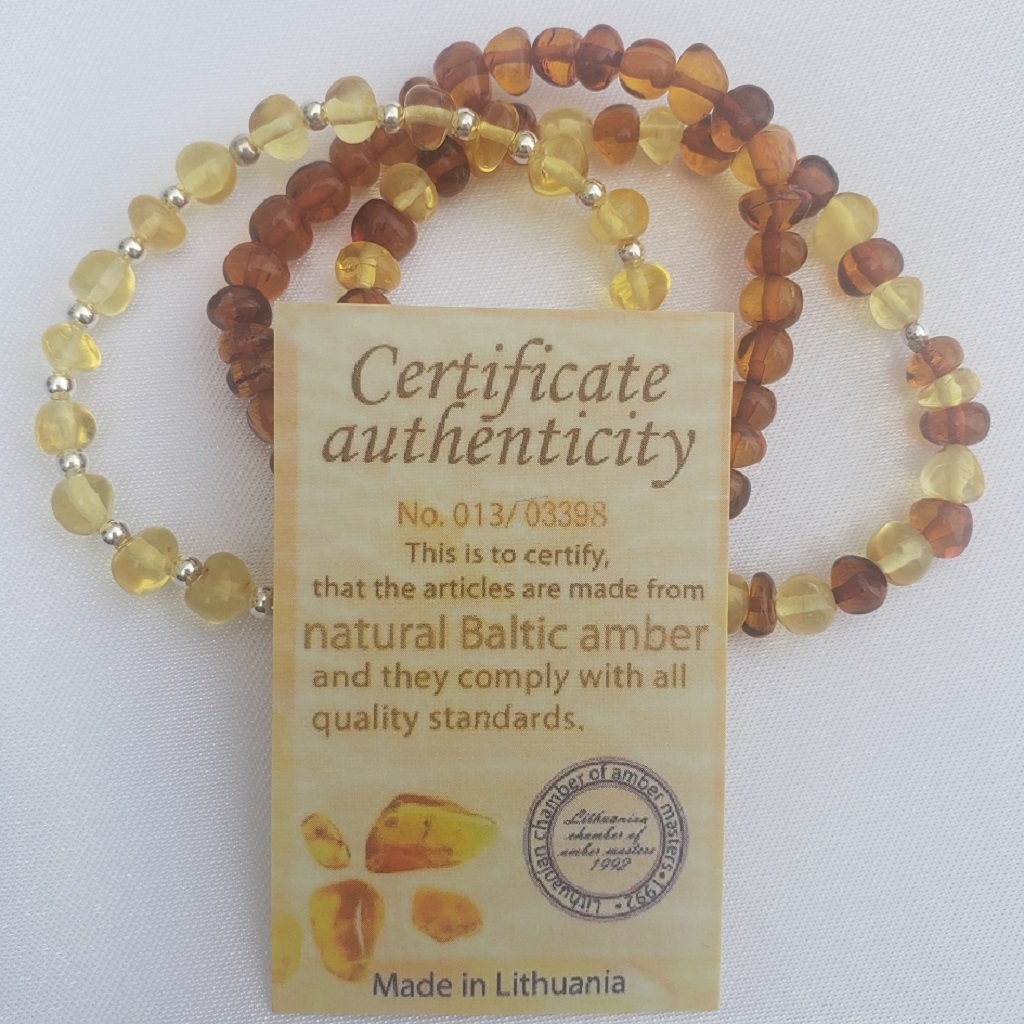 Certificate
authenticity
No. 013/ 03398
This is to certify,
that the articles are made from
natural Baltic amber
and they comply with all
quality standards.
Lithuanian chamber of amber masters • 1992 •
Lithuanian
chamber of
amber masters
1992
Made in Lithuania